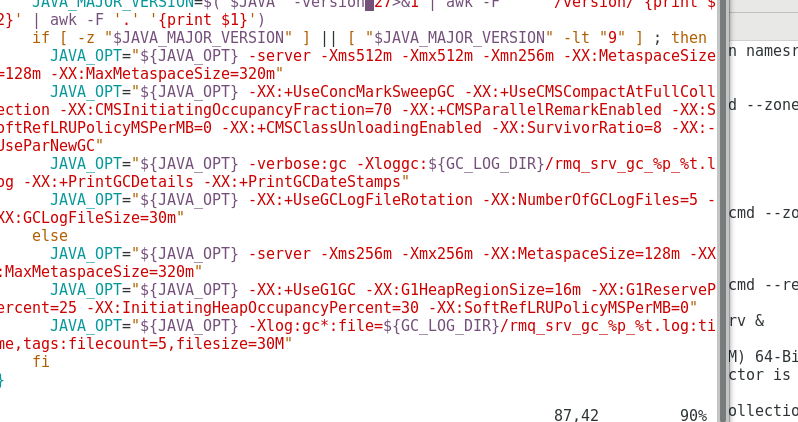 JAVA_MAJOR_VERSION=$("$JAVA" -version 2>&1 | awk -F '"' '/version/ {print $
2}' | awk -F '.' '{print $1}')
if [ -z "$JAVA_MAJOR_VERSION" ] || [ "$JAVA_MAJOR_VERSION" -lt "9" ] ; then
JAVA_OPT="${JAVA_OPT} -server -Xms512m -Xmx512m -Xmn256m -XX:MetaspaceSize
=128m -XX:MaxMetaspaceSize=320m"
JAVA_OPT="${JAVA_OPT} -XX:+UseConcMarkSweepGC -XX:+UseCMSCompactAtFullColl
ection -XX:CMSInitiatingOccupancyFraction=70 -XX:+CMSParallelRemarkEnabled -XX:S
oftRefLRUPolicyMSPerMB=0 -XX:+CMSClassUnloadingEnabled -XX:SurvivorRatio=8 -XX:-
UseParNewGC"
JAVA_OPT="${JAVA_OPT} -verbose:gc -Xloggc:${GC_LOG_DIR}/rmq_srv_gc_%p_%t.l
og -XX:+PrintGCDetails -XX:+PrintGCDateStamps"
JAVA_OPT="${JAVA_OPT} -XX:+UseGCLogFileRotation -XX:NumberOfGCLogFiles=5 -
XX:GCLogFileSize=30m"
else
JAVA_OPT="${JAVA_OPT} -server -Xms256m -Xmx256m -XX:MetaspaceSize=128m -XX
:MaxMetaspaceSize=320m"
JAVA_OPT="${JAVA_OPT} -XX:+UseG1GC -XX:G1HeapRegionSize=16m -XX:G1ReserveP
ercent=25 -XX:InitiatingHeapOccupancyPercent=30 -XX:SoftRefLRUPolicyMSPerMB=0"
JAVA_OPT="${JAVA_OPT} -Xlog:gc*:file=${GC_LOG_DIR}/rmq_srv_gc_%p_%t.log:ti
me,tags:filecount=5,filesize=30M"
fi
}
87,42 90%
n namesr
d --zone
cmd --zo
cmd --re
rv &
M) 64-Bi
ctor is
ollectio